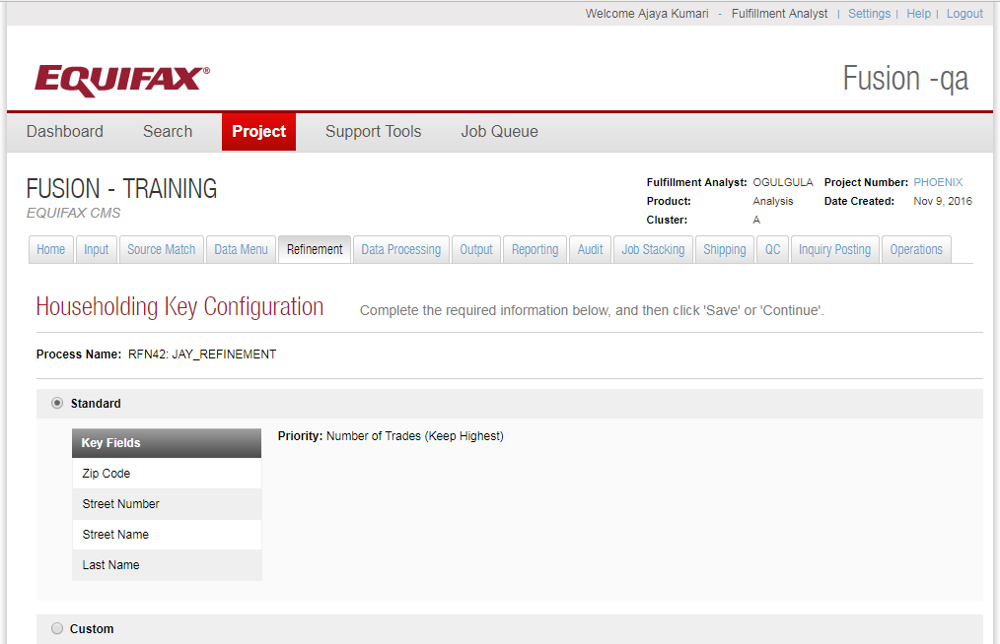 Welcome Ajaya Kumari - Fulfillment Analyst | Settings | Help | Logout
EQUIFAX®
Fusion -qa
Dashboard Search Project Support Tools Job Queue
FUSION - TRAINING
EQUIFAX CMS
Fulfillment Analyst: OGULGULA Project Number: PHOENIX
Product: Analysis Date Created: Nov 9, 2016
Cluster: A
Home Input Source Match Data Menu Refinement Data Processing Output Reporting Audit Job Stacking Shipping QC Inquiry Posting Operations
Householding Key Configuration Complete the required information below, and then click 'Save' or 'Continue'.
Process Name: RFN42: JAY_REFINEMENT
Standard
Key Fields
Priority: Number of Trades (Keep Highest)
Zip Code
Street Number
Street Name
Last Name
Custom